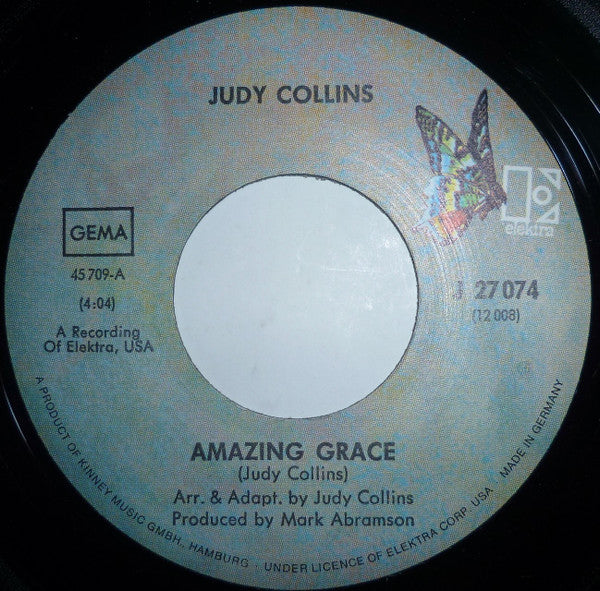 JUDY COLLINS
elektra
GEMA
45 709-A
(4:04)
A Recording
Of Elektra, USA
J 27 074
(12 008)
AMAZING GRACE
(Judy Collins)
Arr. & Adapt. by Judy Collins
Produced by Mark Abramson
A PRODUCT OF KINNEY MUSIC GMBH., HAMBURG · UNDER LICENCE OF ELEKTRA CORP. USA · MADE IN GERMANY